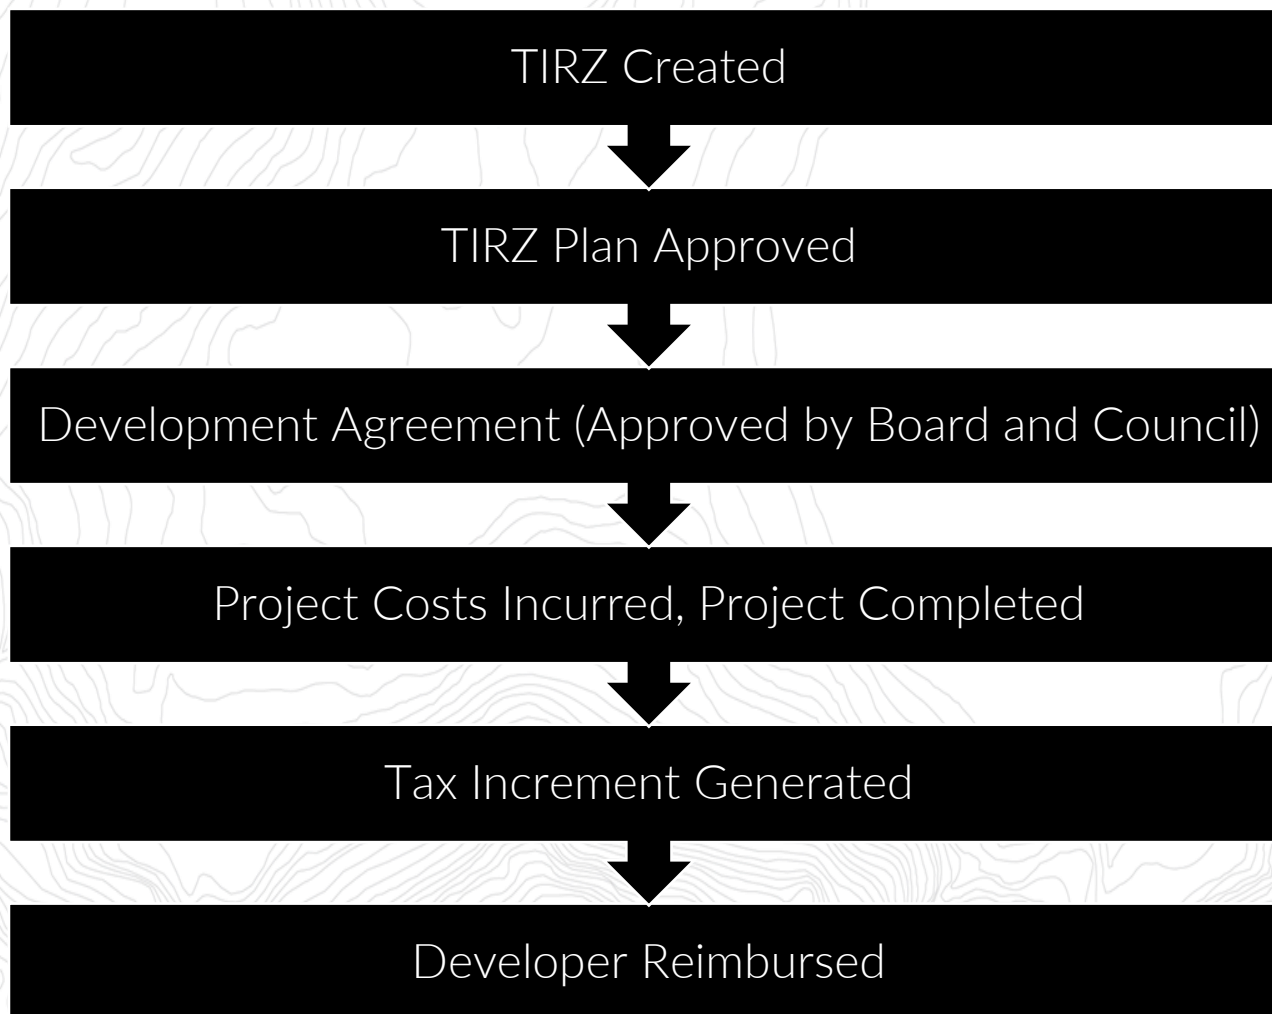 TIRZ Created
TIRZ Plan Approved
Development Agreement (Approved by Board and Council)
Project Costs Incurred, Project Completed
Tax Increment Generated
Developer Reimbursed